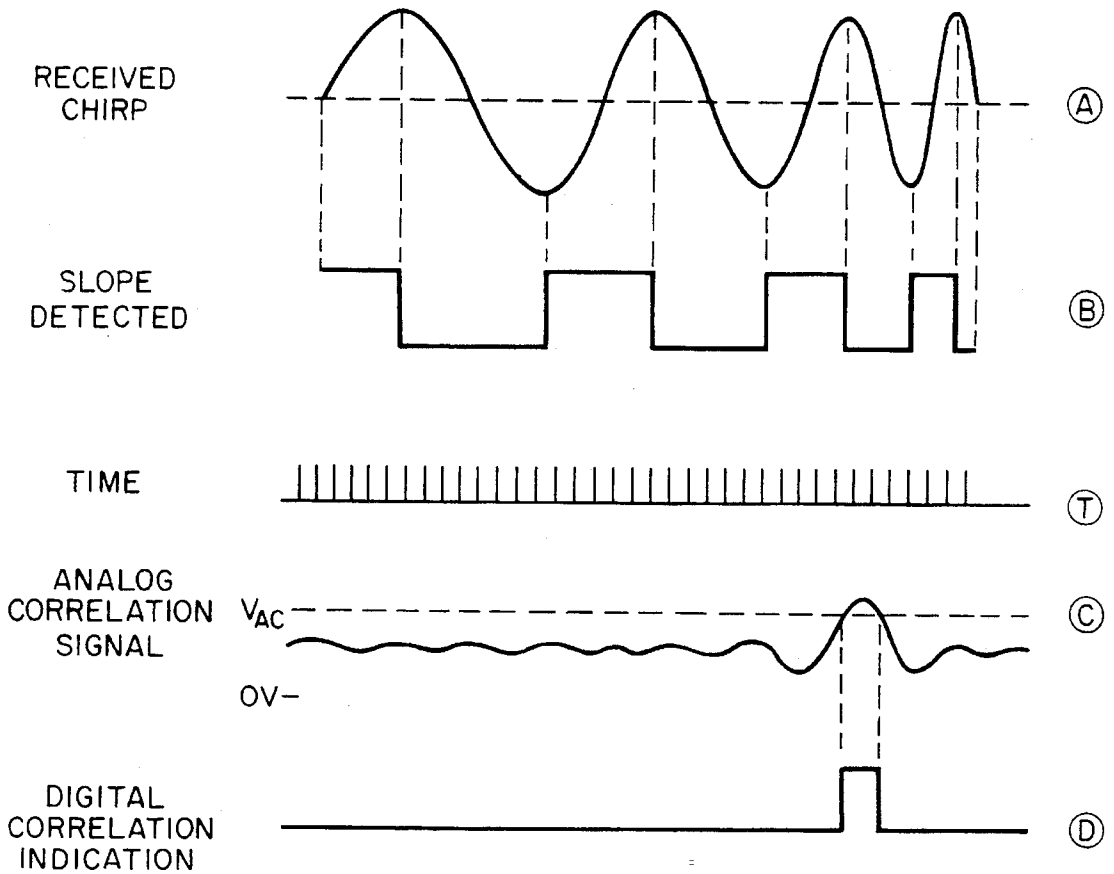 RECEIVED
CHIRP
Ⓐ
SLOPE
DETECTED
Ⓑ
TIME
Ⓣ
ANALOG
CORRELATION
SIGNAL
VAC
Ⓒ
OV
DIGITAL
CORRELATION
INDICATION
Ⓓ